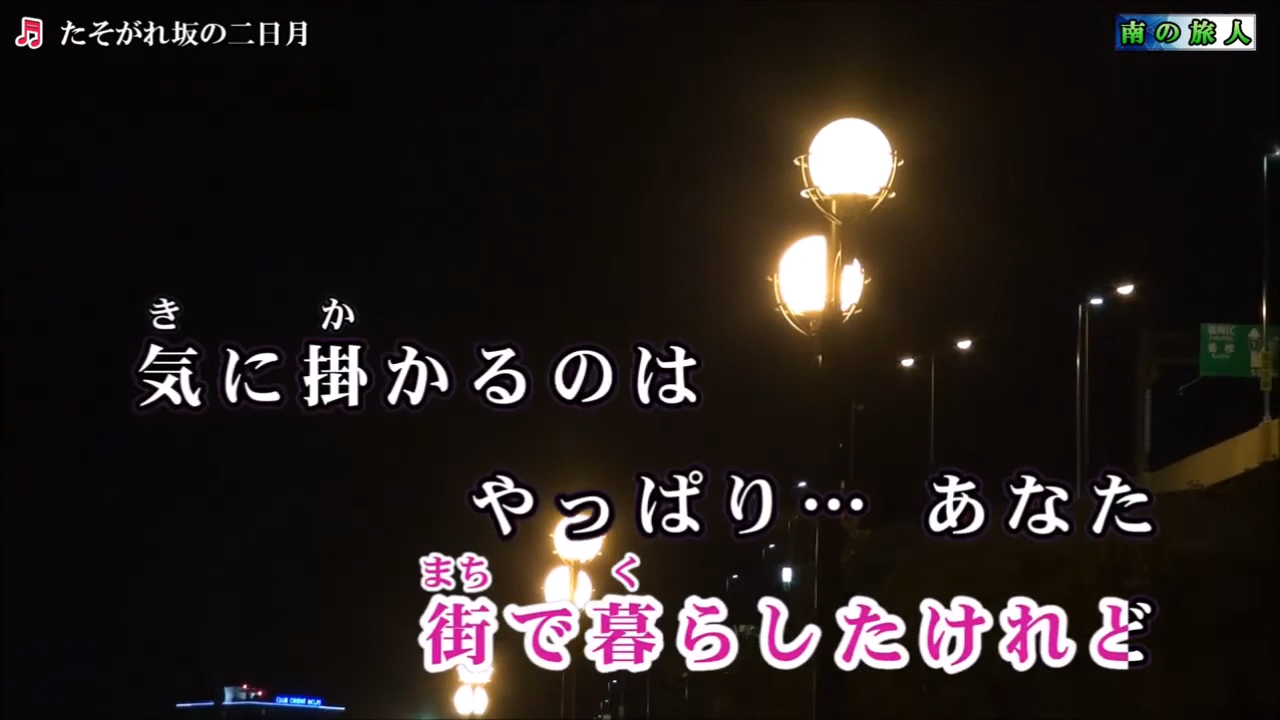 たそがれ坂の二日月
南の旅人
き か
気に掛かるのは
やっぱり… あなた
まち く
街で暮らしたけれど